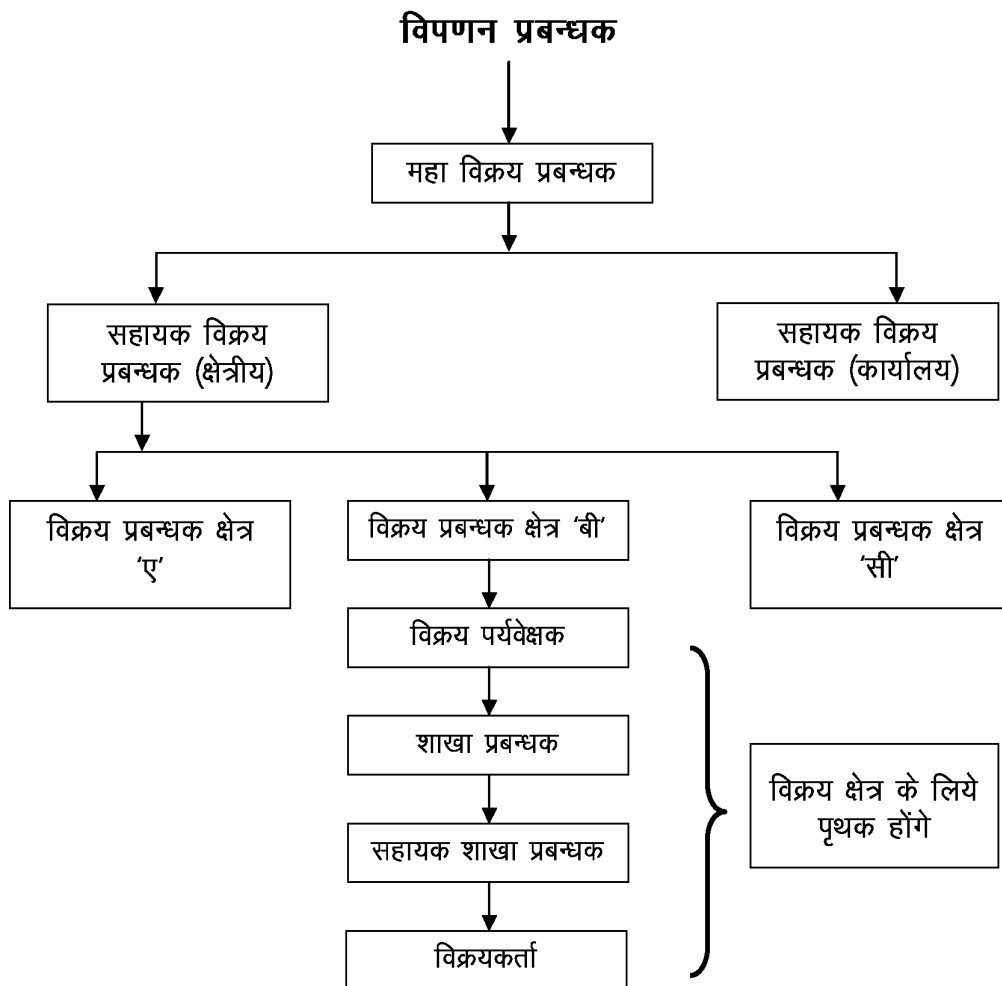 विपणन प्रबन्धक
महा विक्रय प्रबन्धक
सहायक विक्रय
प्रबन्धक (क्षेत्रीय)
सहायक विक्रय
प्रबन्धक (कार्यालय)
विक्रय प्रबन्धक क्षेत्र
‘ए’
विक्रय प्रबन्धक क्षेत्र ‘बी’
विक्रय प्रबन्धक क्षेत्र
‘सी’
विक्रय पर्यवेक्षक
शाखा प्रबन्धक
सहायक शाखा प्रबन्धक
विक्रयकर्ता
विक्रय क्षेत्र के लिये
पृथक होंगे